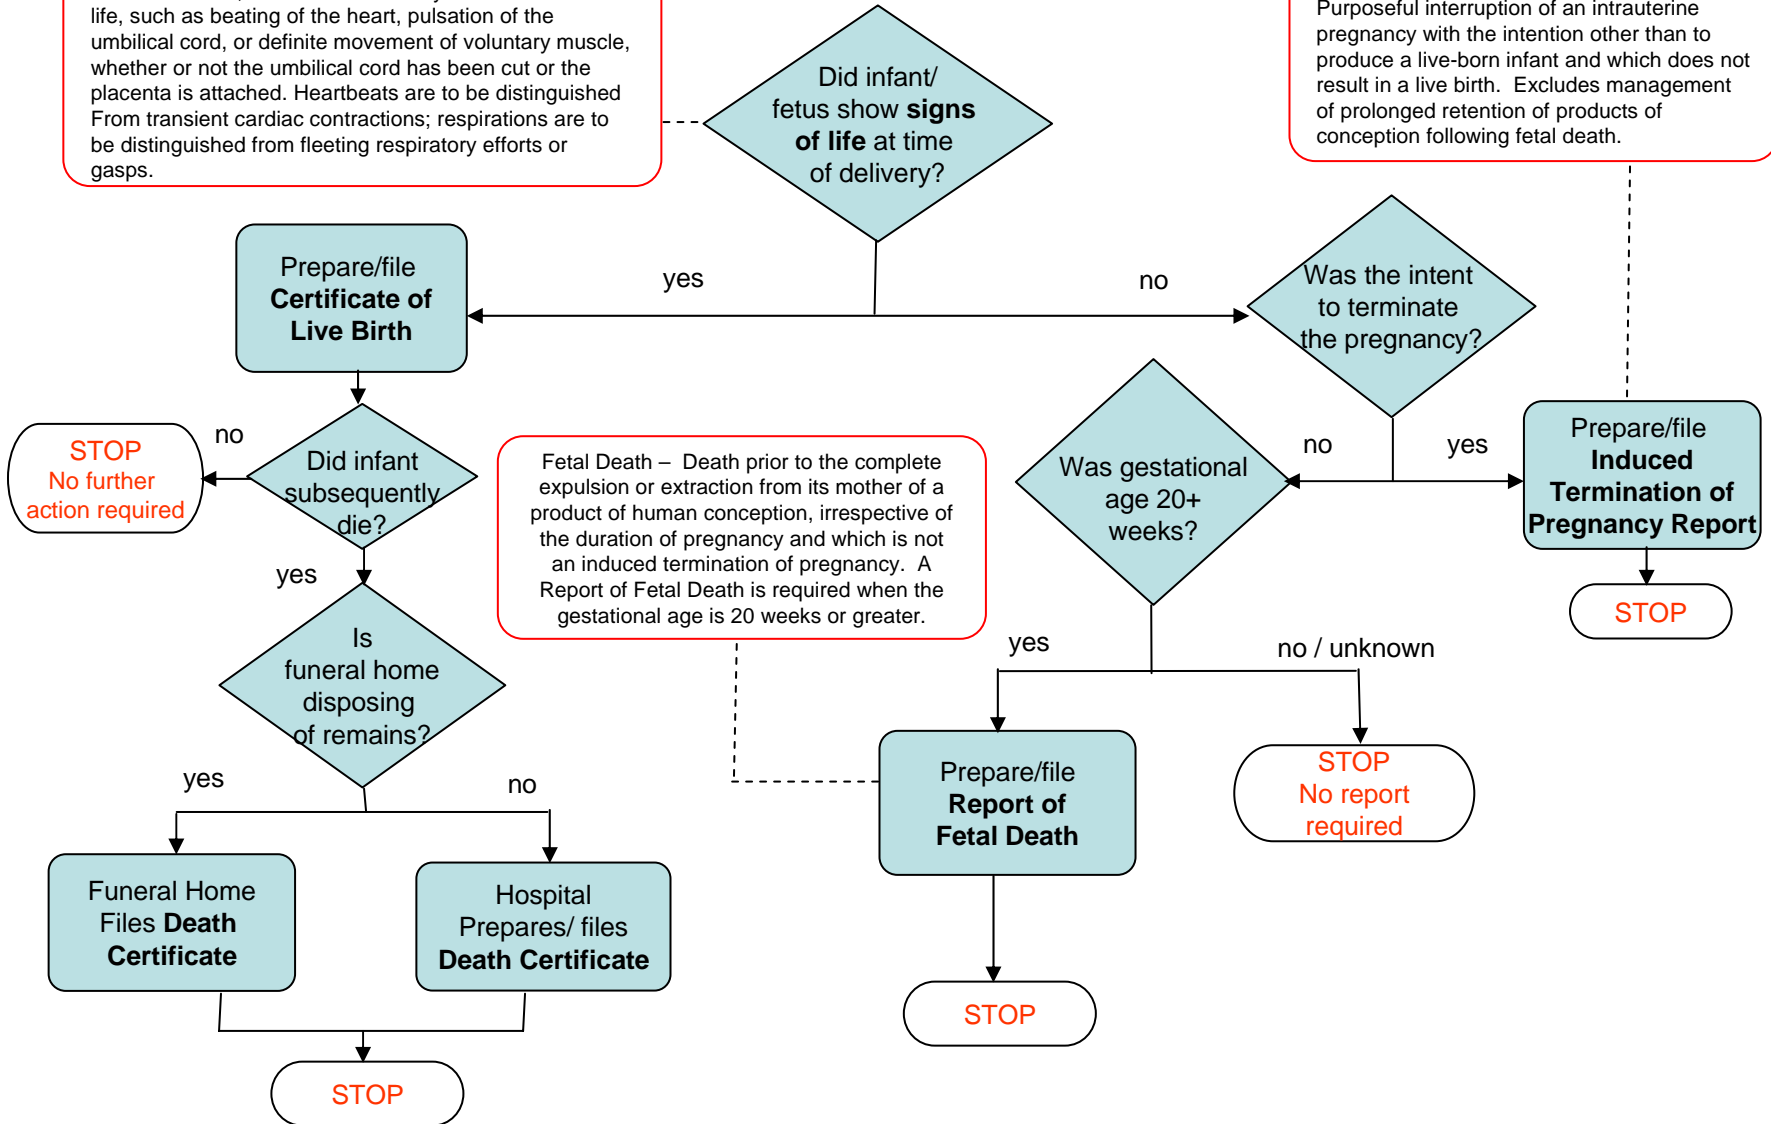 life, such as beating of the heart, pulsation of the
umbilical cord, or definite movement of voluntary muscle,
whether or not the umbilical cord has been cut or the
placenta is attached. Heartbeats are to be distinguished
From transient cardiac contractions; respirations are to
be distinguished from fleeting respiratory efforts or
gasps.
Did infant/
fetus show signs
of life at time
of delivery?
Purposeful interruption of an intrauterine
pregnancy with the intention other than to
produce a live-born infant and which does not
result in a live birth. Excludes management
of prolonged retention of products of
conception following fetal death.
yes
no
Prepare/file
Certificate of
Live Birth
Was the intent
to terminate
the pregnancy?
no
STOP
No further
action required
Did infant
subsequently
die?
Fetal Death – Death prior to the complete
expulsion or extraction from its mother of a
product of human conception, irrespective of
the duration of pregnancy and which is not
an induced termination of pregnancy. A
Report of Fetal Death is required when the
gestational age is 20 weeks or greater.
Was gestational
age 20+
weeks?
no
yes
Prepare/file
Induced
Termination of
Pregnancy Report
STOP
yes
Is
funeral home
disposing
of remains?
yes
no / unknown
Prepare/file
Report of
Fetal Death
STOP
No report
required
yes
no
Funeral Home
Files Death
Certificate
Hospital
Prepares/ files
Death Certificate
STOP
STOP